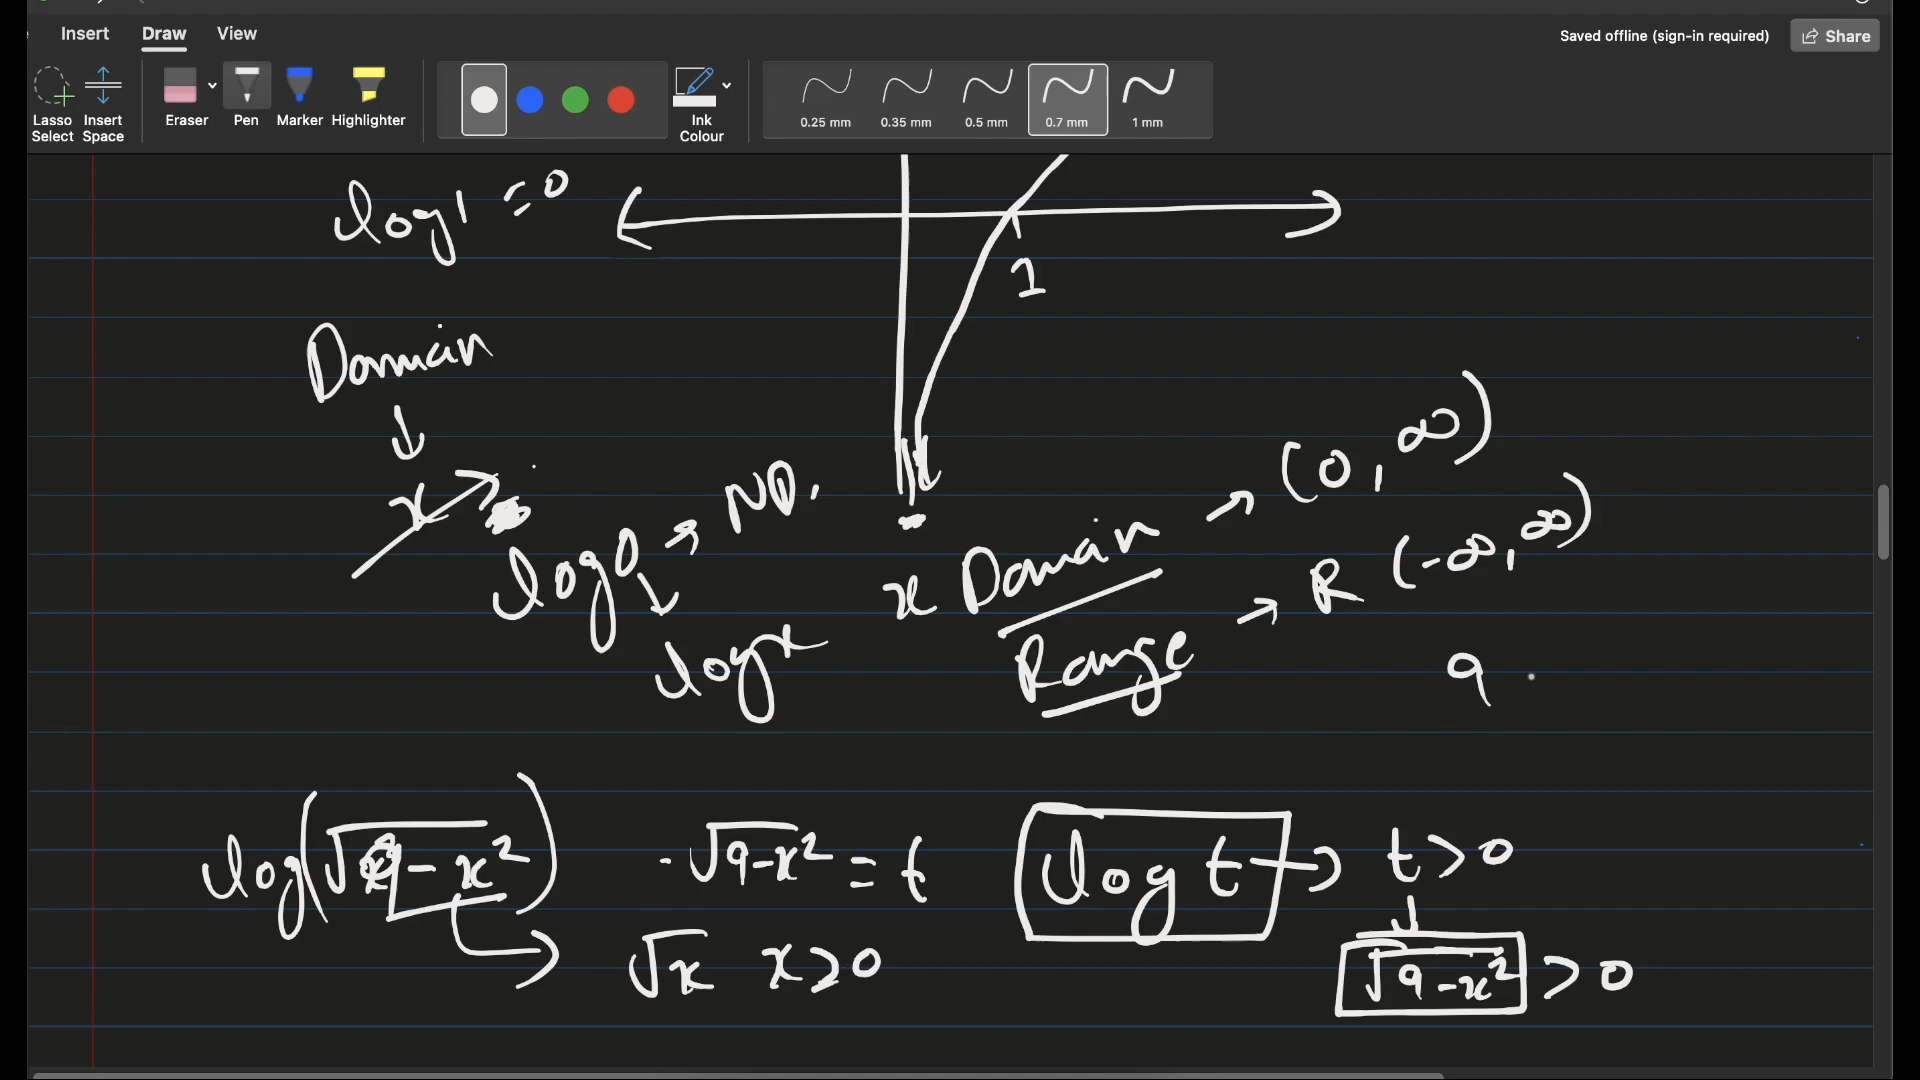 Insert Draw View
Saved offline (sign-in required) Share
Lasso Select
Insert Space
Eraser Pen Marker Highlighter
Ink Colour
0.25 mm 0.35 mm 0.5 mm 0.7 mm 1 mm
log1 = 0
1
Domain
↓
x
log0 → ND.
logx
x Domain → (0, ∞)
Range → R (-∞, ∞)
9
log(√9-x²) √9-x² = t log t → t > 0
√x x ≥ 0
√9-x² > 0